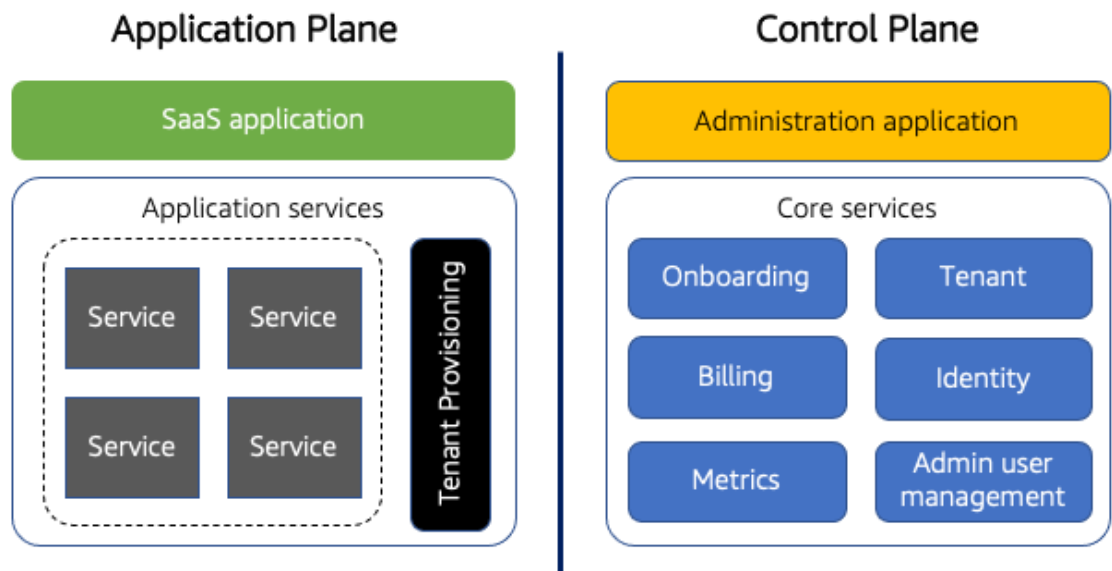 Application Plane
SaaS application
Application services
Service
Service
Service
Service
Tenant Provisioning
Control Plane
Administration application
Core services
Onboarding
Tenant
Billing
Identity
Metrics
Admin user
management